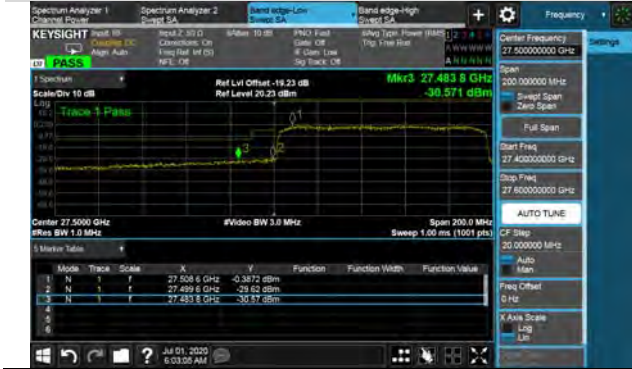 Spectrum Analyzer 1
Channel Power
Spectrum Analyzer 2
Swept SA
Band edge-Low
Swept SA
Band edge-High
Swept SA
Frequency
Settings
KEYSIGHT
Input: RF
Coupling: DC
Align: Auto
Input Z: 50 Ω
Corrections: On
Freq Ref: Int (S)
NFE: Off
#Atten: 10 dB
PNO: Fast
Gate: Off
IF Gain: Low
Sig Track: Off
#Avg Type: Power (RMS)
Trig: Free Run
PASS
1 Spectrum
Scale/Div 10 dB
Ref Lvl Offset -19.23 dB
Ref Level 20.23 dBm
Mkr3 27.483 8 GHz
-30.571 dBm
Log
Trace 1 Pass
Center 27.5000 GHz
#Res BW 1.0 MHz
#Video BW 3.0 MHz
Span 200.0 MHz
Sweep 1.00 ms (1001 pts)
5 Marker Table
Mode Trace Scale X Y Function Function Width Function Value
1 N 1 f 27.508 6 GHz -0.3872 dBm
2 N 1 f 27.499 6 GHz -29.62 dBm
3 N 1 f 27.483 8 GHz -30.57 dBm
4
5
6
Center Frequency
27.500000000 GHz
Span
200.000000 MHz
Swept Span
Zero Span
Full Span
Start Freq
27.400000000 GHz
Stop Freq
27.600000000 GHz
AUTO TUNE
CF Step
20.000000 MHz
Auto
Man
Freq Offset
0 Hz
X Axis Scale
Log
Lin
Jul 01, 2020
6:03:05 AM